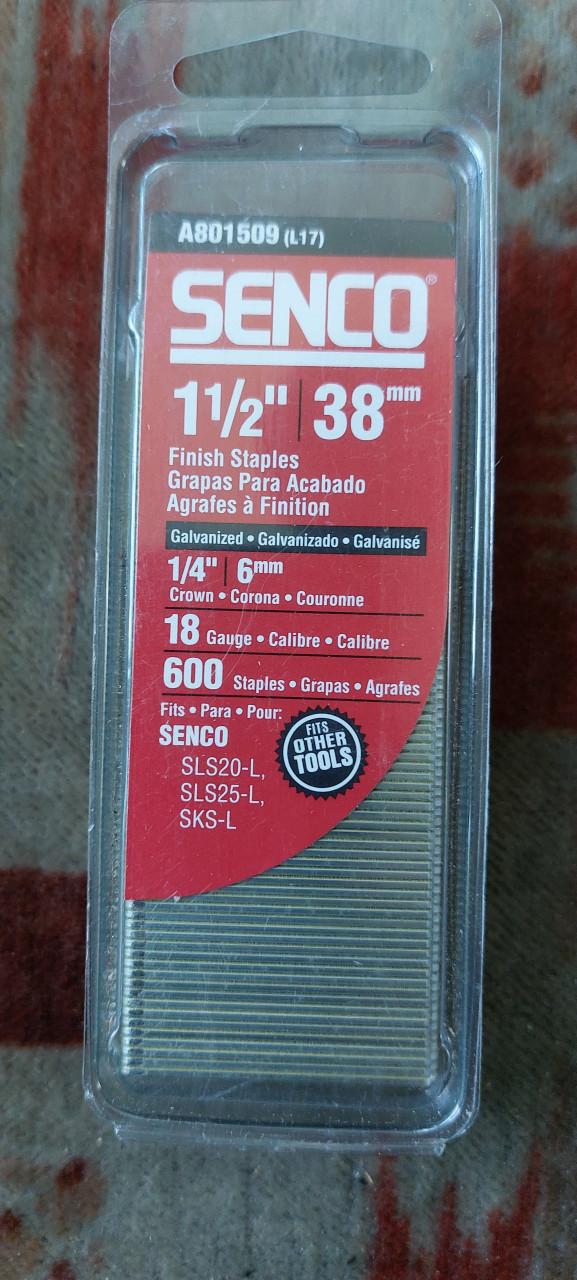 A801509 (L17)
SENCO®
1½" | 38mm
Finish Staples
Grapas Para Acabado
Agrafes à Finition
Galvanized • Galvanizado • Galvanisé
1/4" | 6mm
Crown • Corona • Couronne
18 Gauge • Calibre • Calibre
600 Staples • Grapas • Agrafes
Fits • Para • Pour:
SENCO
SLS20-L,
SLS25-L,
SKS-L
FITS
OTHER
TOOLS